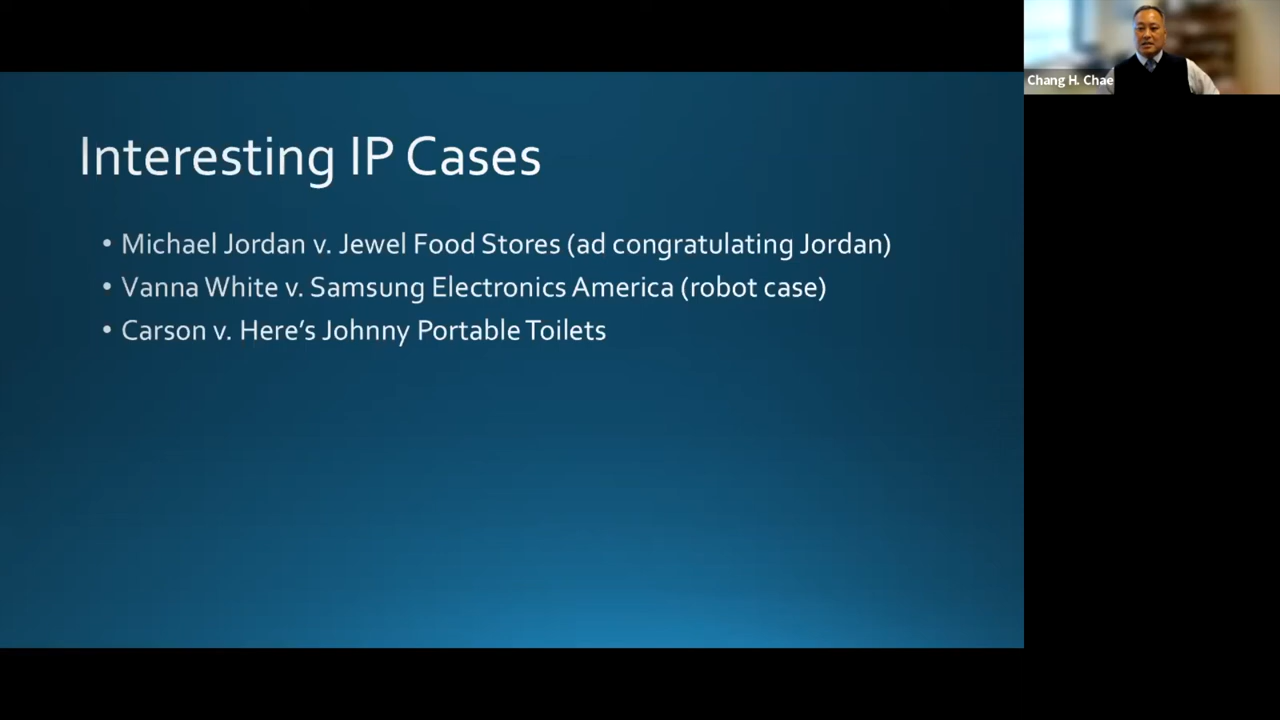 Interesting IP Cases
• Michael Jordan v. Jewel Food Stores (ad congratulating Jordan)
• Vanna White v. Samsung Electronics America (robot case)
• Carson v. Here’s Johnny Portable Toilets
Chang H. Chae